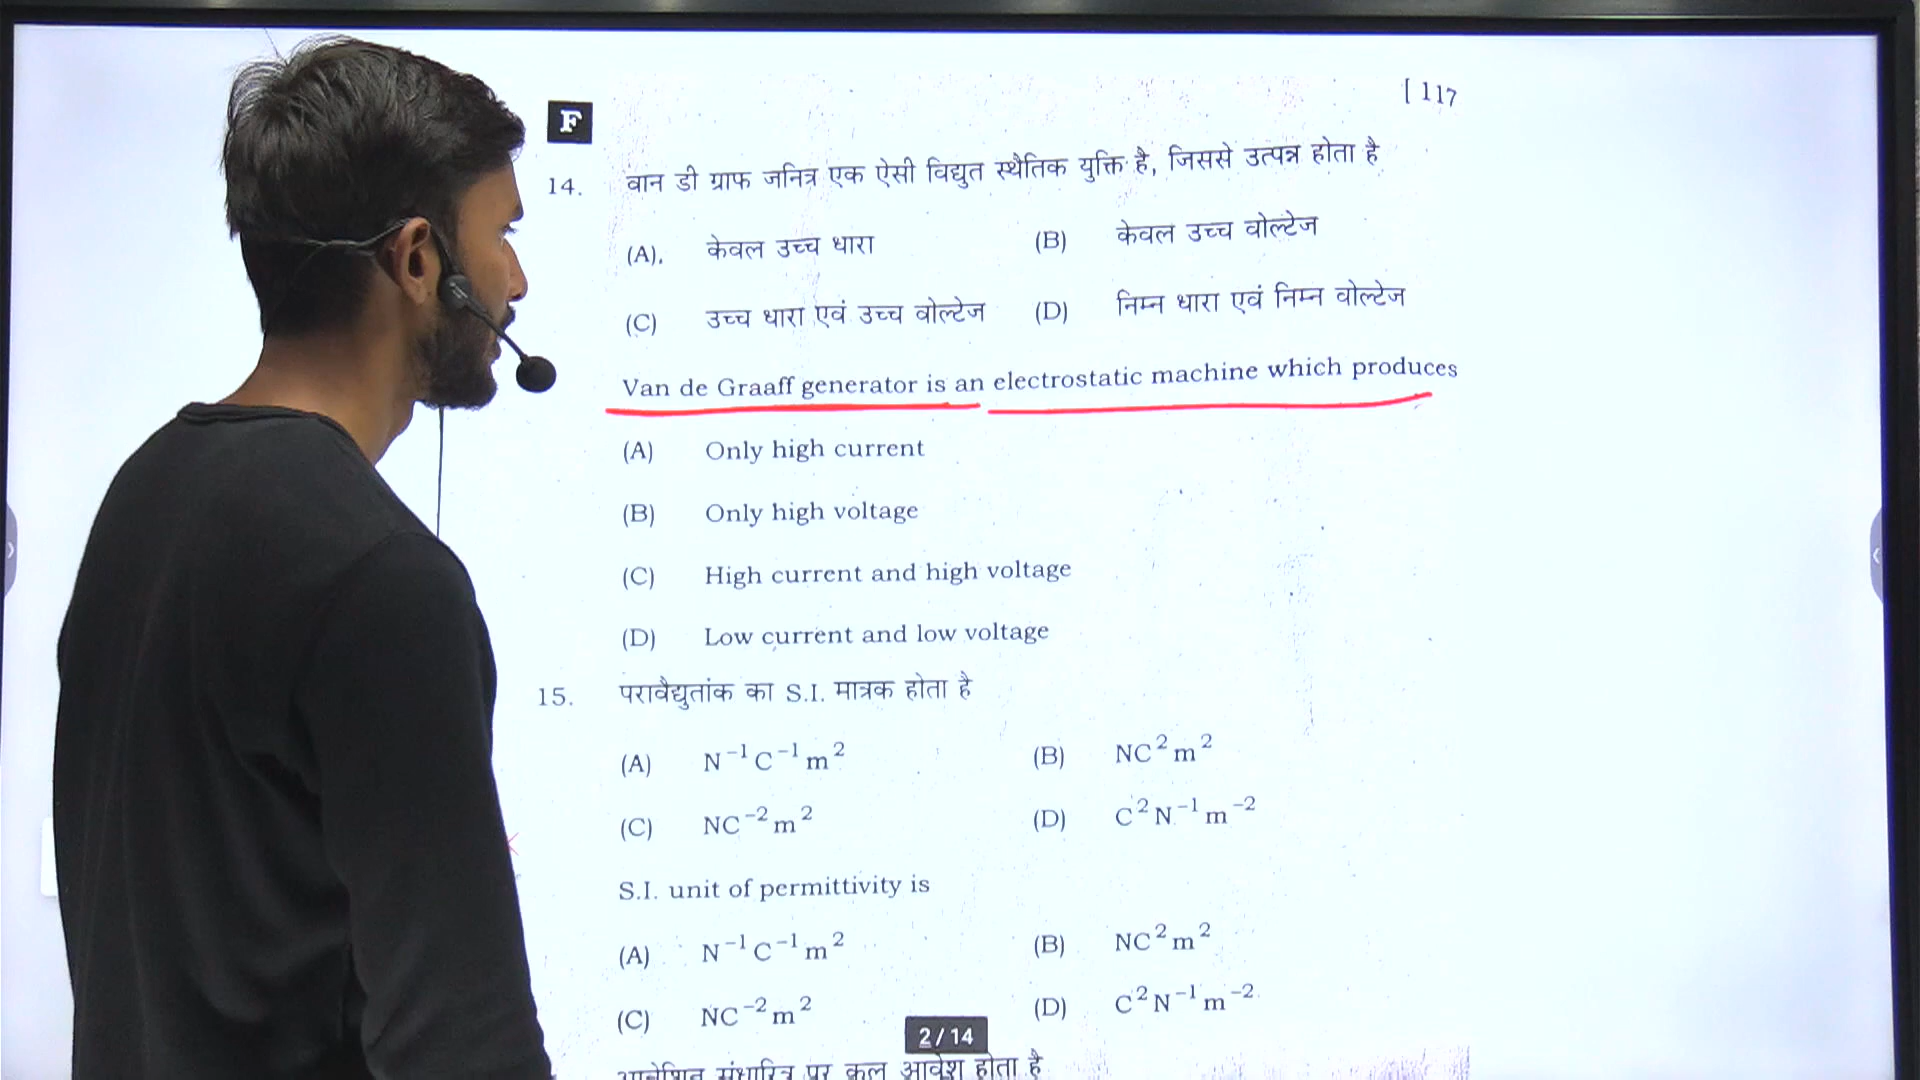 [ 117
F
14. वान डी ग्राफ जनित्र एक ऐसी विद्युत स्थैतिक युक्ति है, जिससे उत्पन्न होता है
(A). केवल उच्च धारा (B) केवल उच्च वोल्टेज
(C) उच्च धारा एवं उच्च वोल्टेज (D) निम्न धारा एवं निम्न वोल्टेज
Van de Graaff generator is an electrostatic machine which produces
(A) Only high current
(B) Only high voltage
(C) High current and high voltage
(D) Low current and low voltage
15. परावैद्युतांक का S.I. मात्रक होता है
(A) N⁻¹C⁻¹m² (B) NC²m²
(C) NC⁻²m² (D) C²N⁻¹m⁻²
S.I. unit of permittivity is
(A) N⁻¹C⁻¹m² (B) NC²m²
(C) NC⁻²m² (D) C²N⁻¹m⁻²
2 / 14
आवेशित संधारित्र पर कुल आवेश होता है